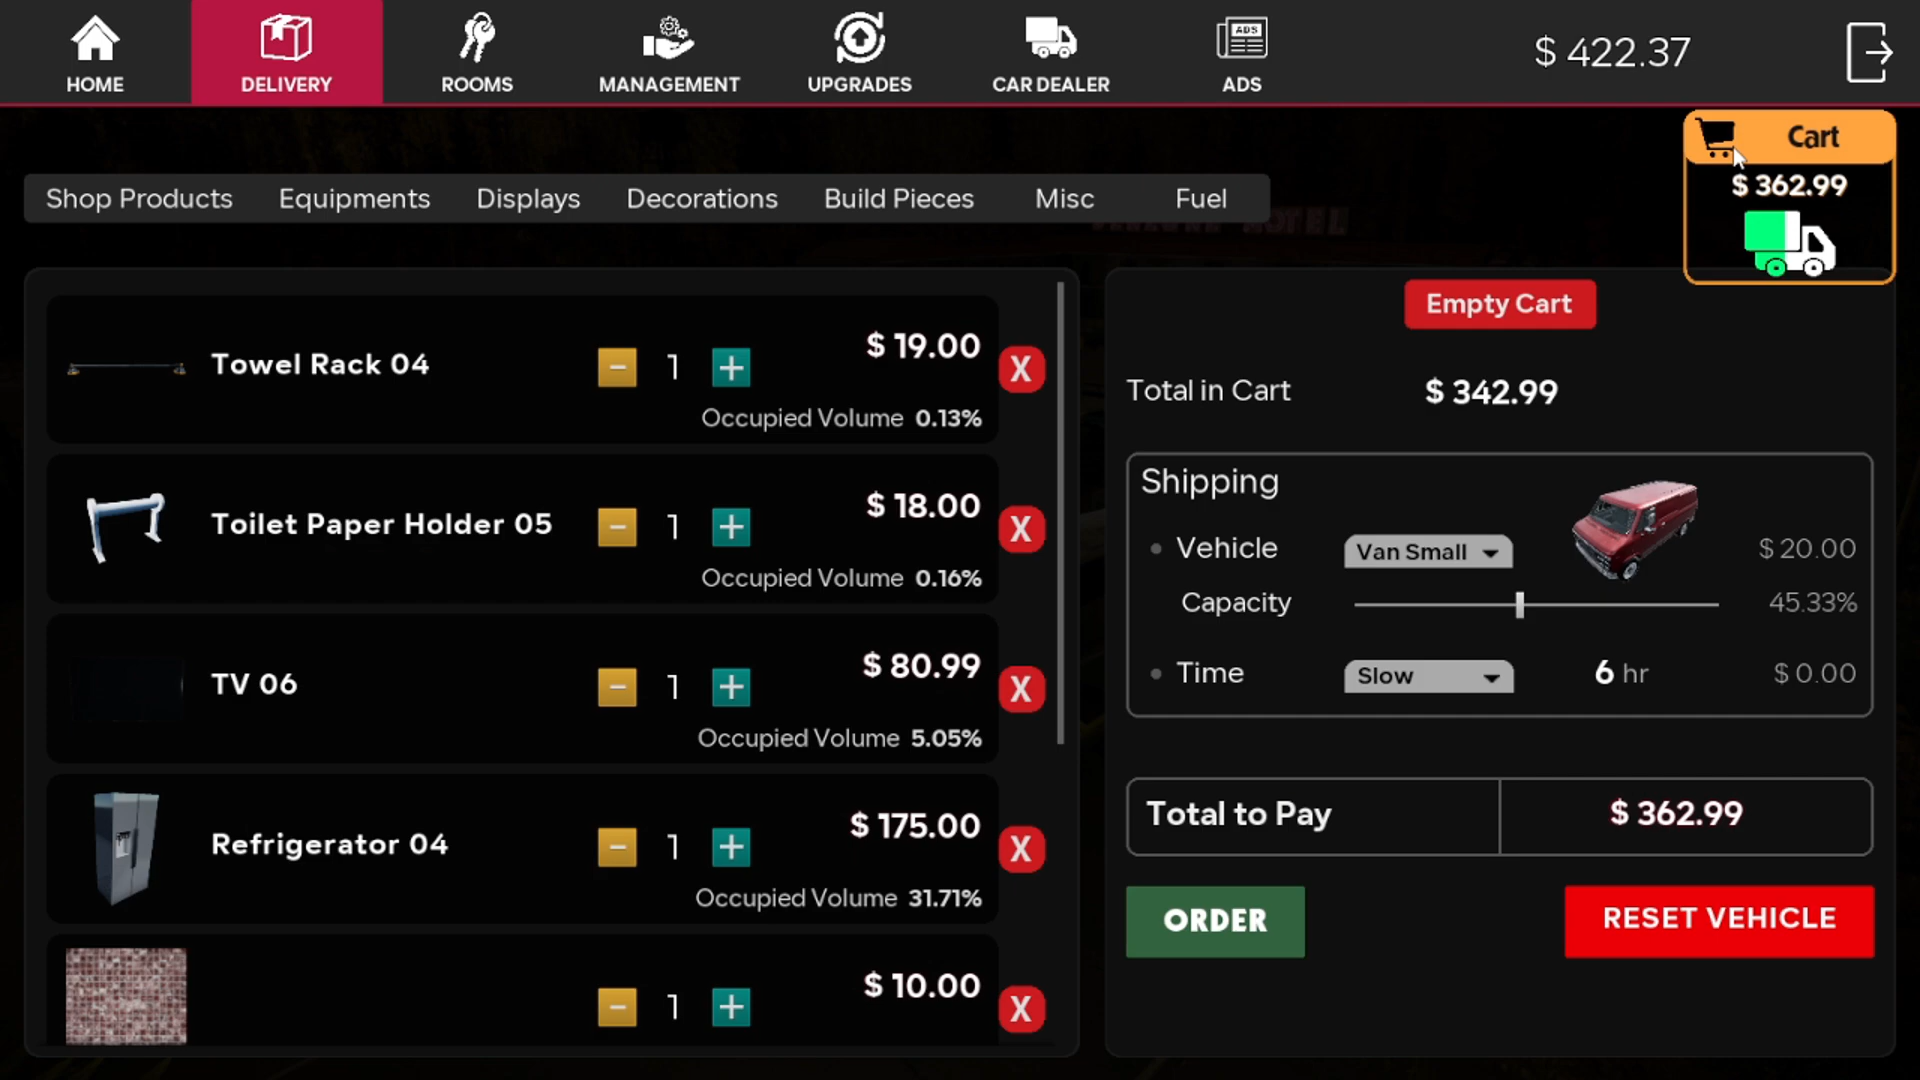 HOME
DELIVERY
ROOMS
MANAGEMENT
UPGRADES
CAR DEALER
ADS
ADS
$ 422.37
Cart
$ 362.99
Shop Products
Equipments
Displays
Decorations
Build Pieces
Misc
Fuel
Towel Rack 04
- 1 +
$ 19.00
X
Occupied Volume 0.13%
Toilet Paper Holder 05
- 1 +
$ 18.00
X
Occupied Volume 0.16%
TV 06
- 1 +
$ 80.99
X
Occupied Volume 5.05%
Refrigerator 04
- 1 +
$ 175.00
X
Occupied Volume 31.71%
- 1 +
$ 10.00
X
Empty Cart
Total in Cart $ 342.99
Shipping
Vehicle Van Small $ 20.00
Capacity 45.33%
Time Slow 6 hr $ 0.00
Total to Pay $ 362.99
ORDER
RESET VEHICLE